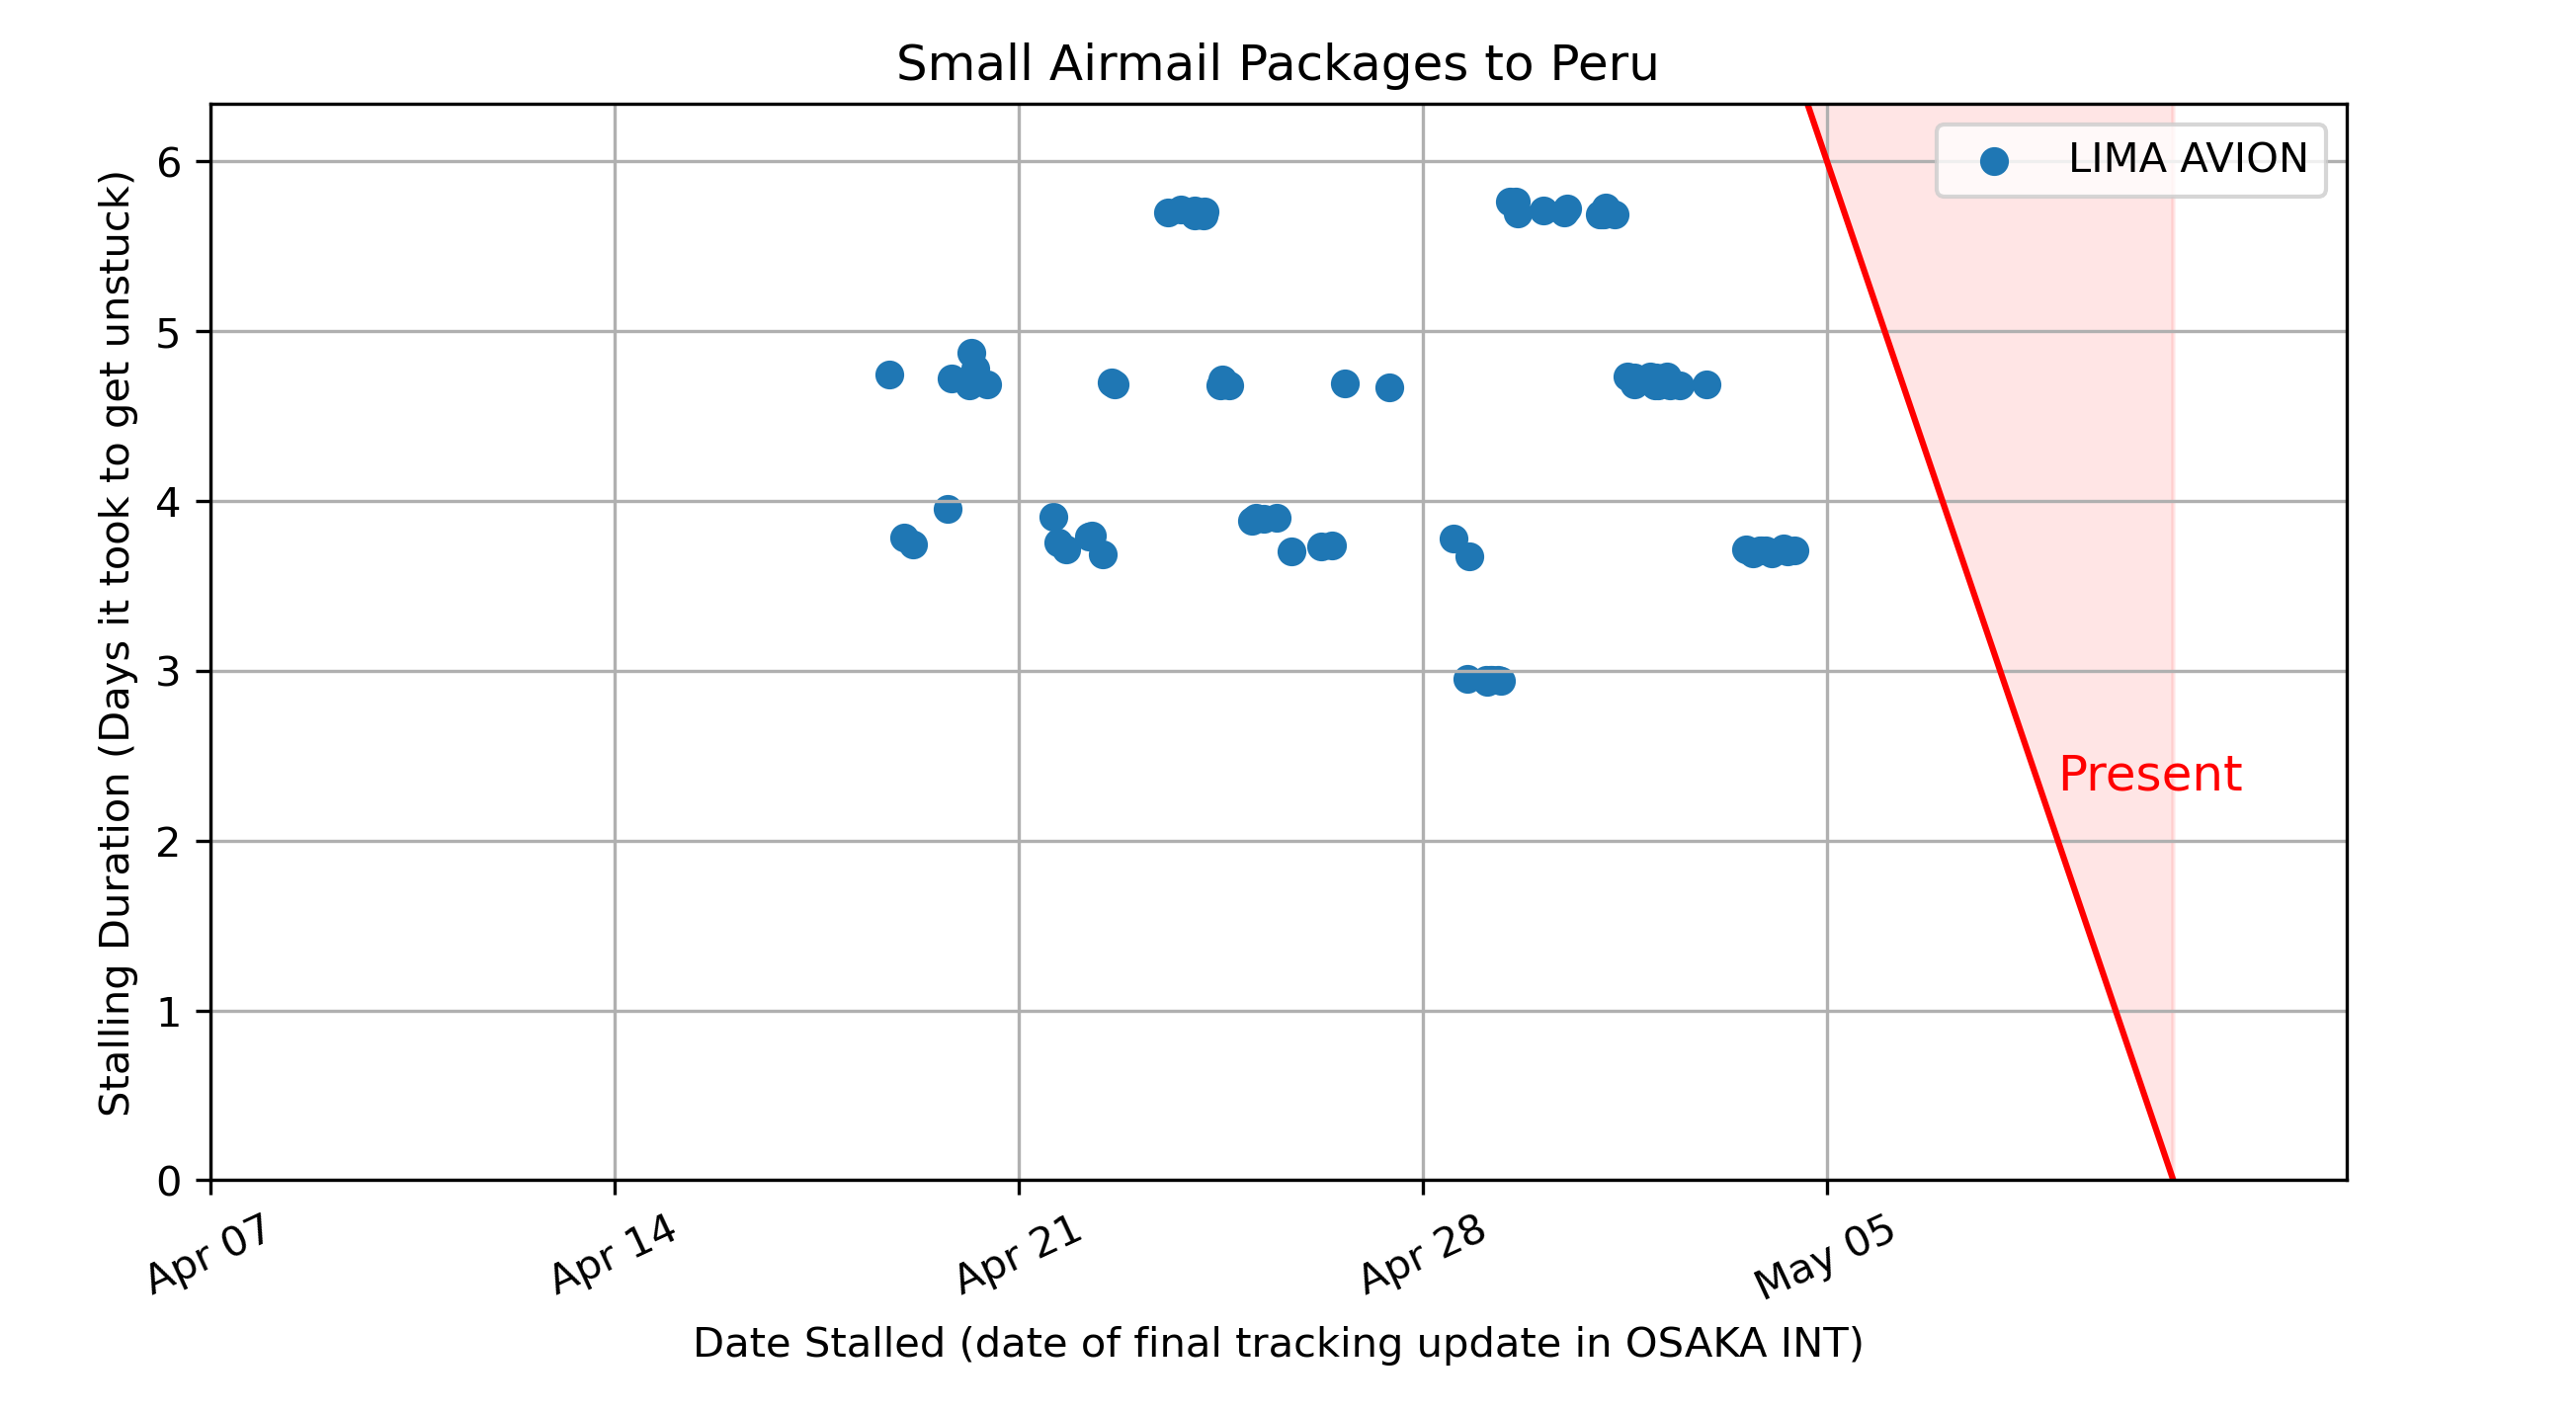 Small Airmail Packages to Peru
LIMA AVION
Stalling Duration (Days it took to get unstuck)
6
5
4
3
2
1
0
Present
Apr 07
Apr 14
Apr 21
Apr 28
May 05
Date Stalled (date of final tracking update in OSAKA INT)